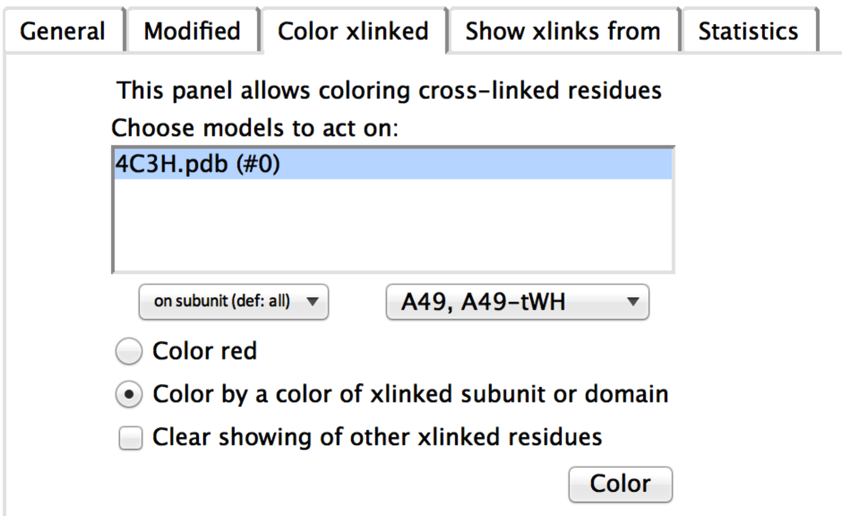 General Modified Color xlinked Show xlinks from Statistics
This panel allows coloring cross-linked residues
Choose models to act on:
4C3H.pdb (#0)
on subunit (def: all) A49, A49-tWH
Color red
Color by a color of xlinked subunit or domain
Clear showing of other xlinked residues
Color